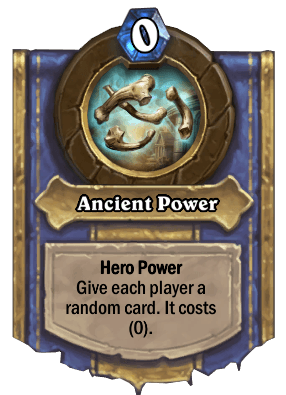 0
Ancient Power
Hero Power
Give each player a
random card. It costs
(0).